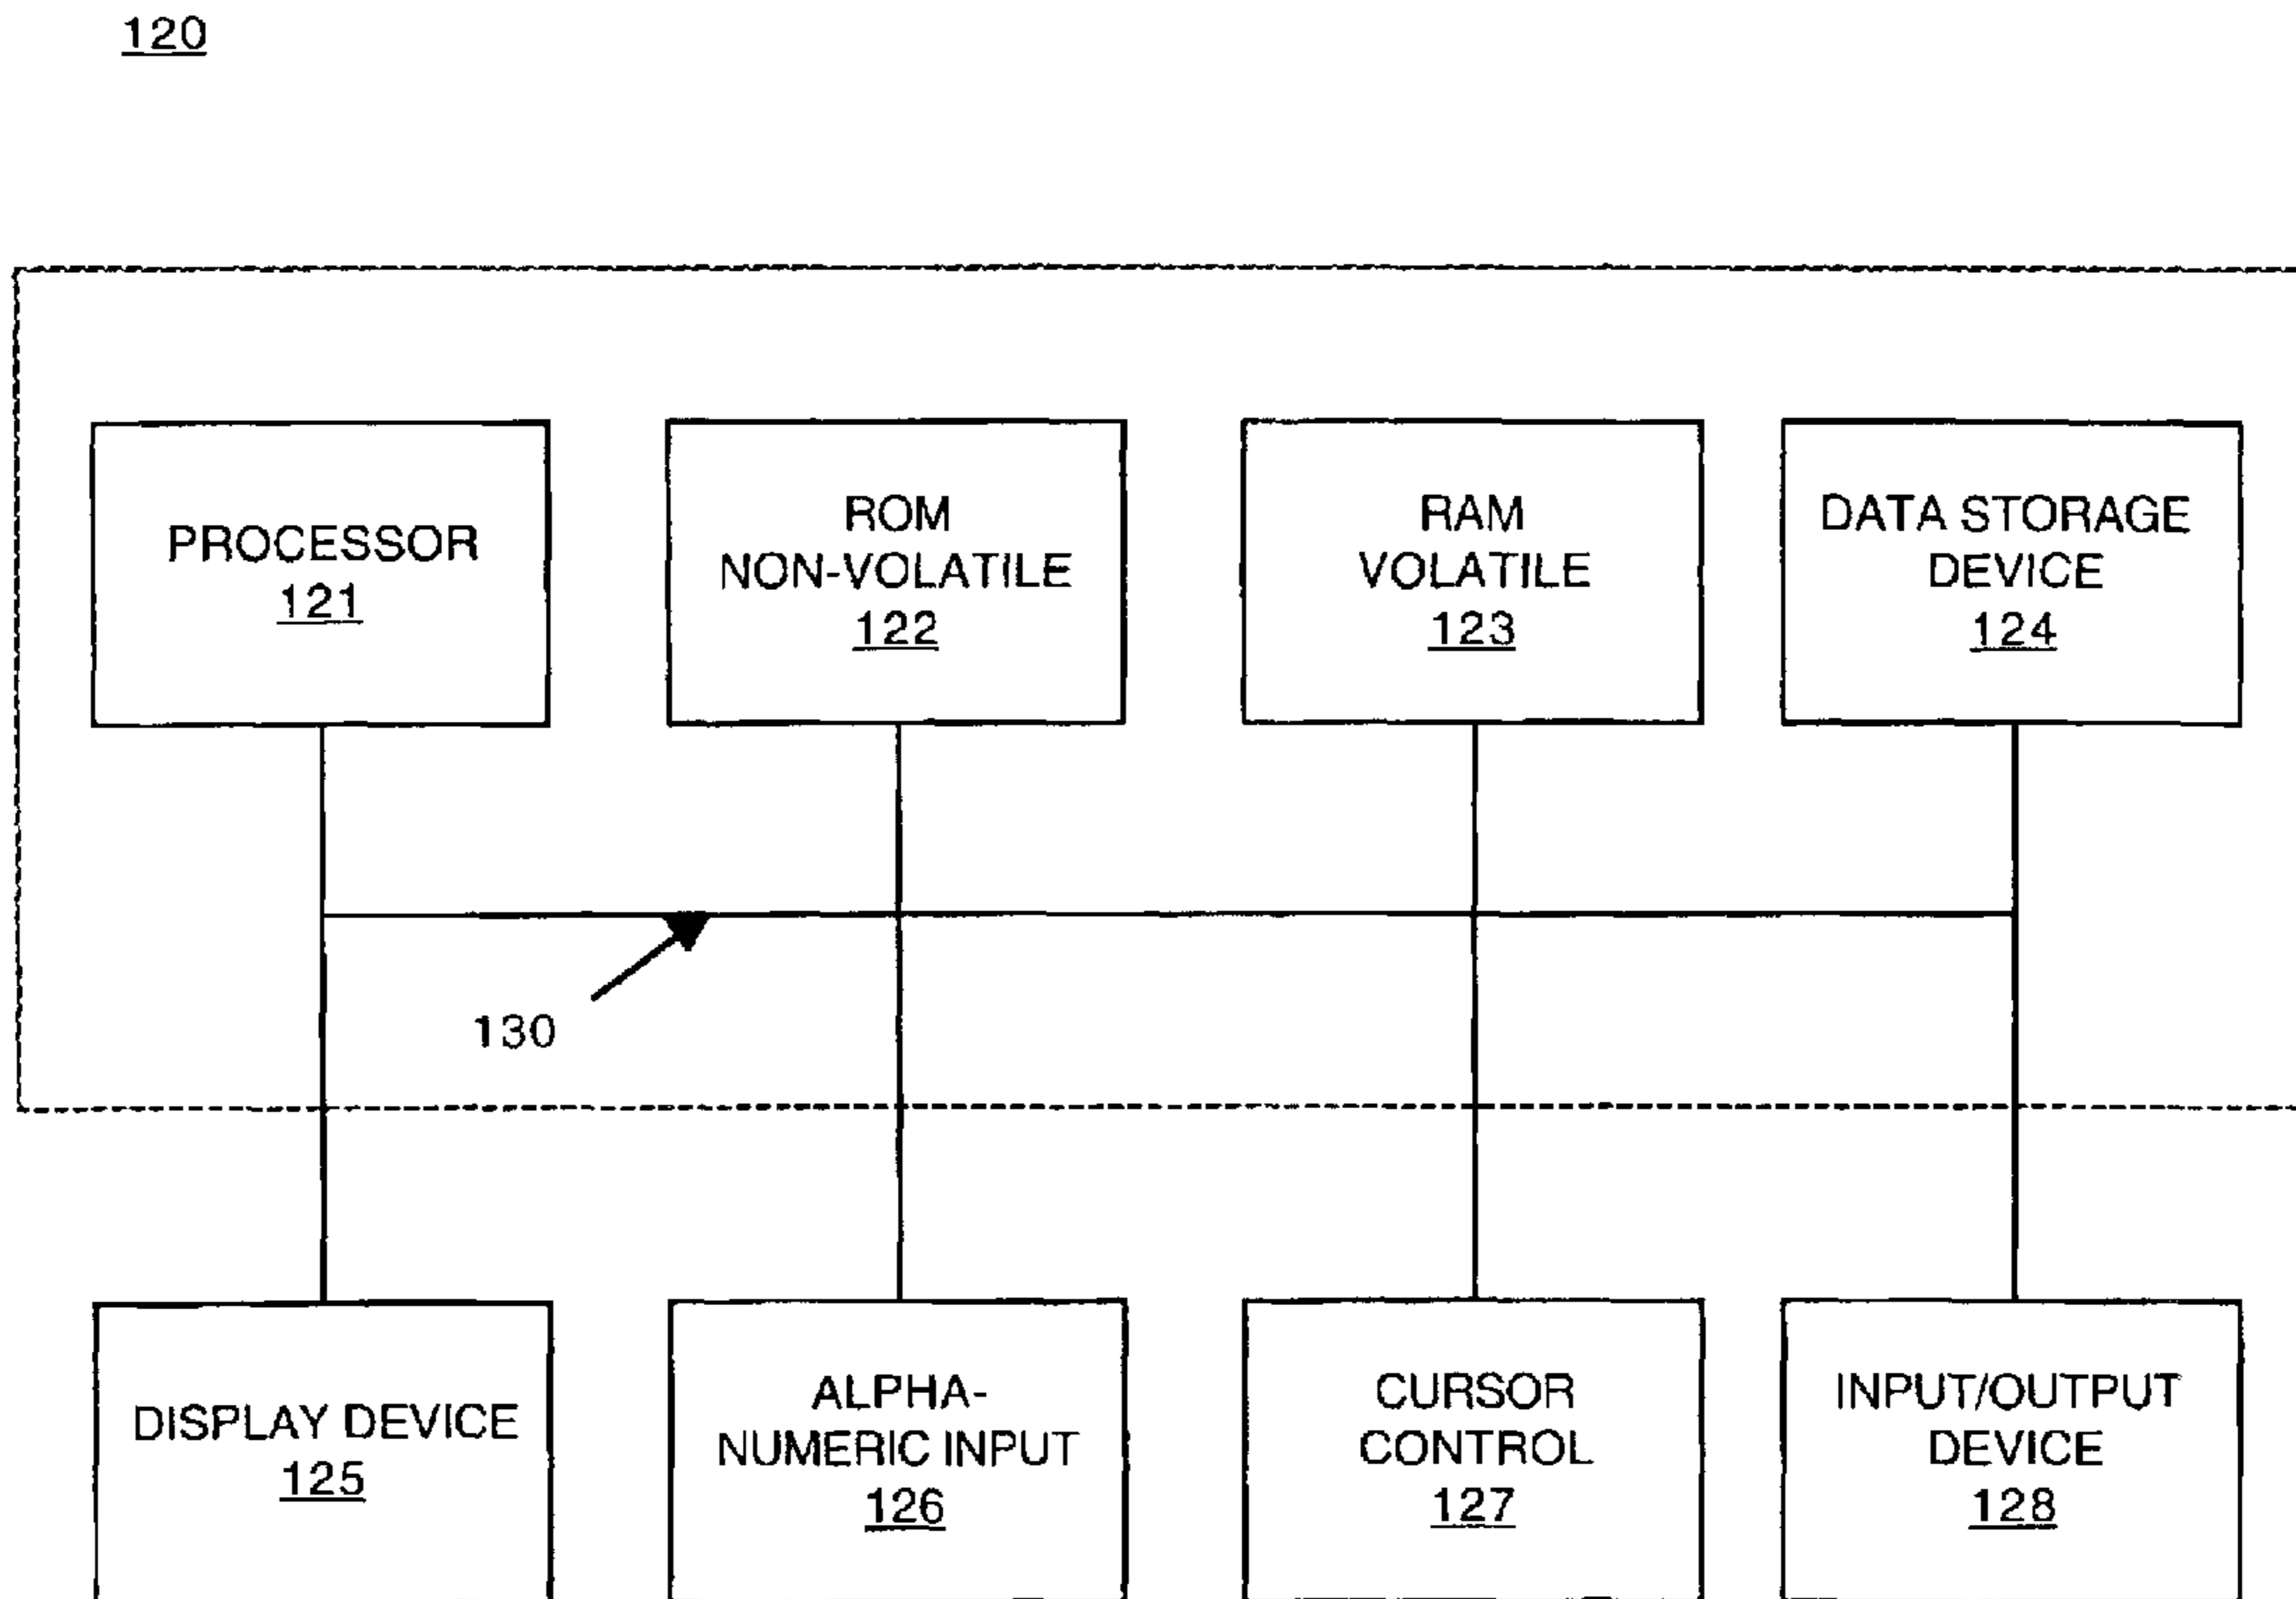 120
PROCESSOR
121
ROM
NON-VOLATILE
122
RAM
VOLATILE
123
DATA STORAGE
DEVICE
124
130
DISPLAY DEVICE
125
ALPHA-
NUMERIC INPUT
126
CURSOR
CONTROL
127
INPUT/OUTPUT
DEVICE
128